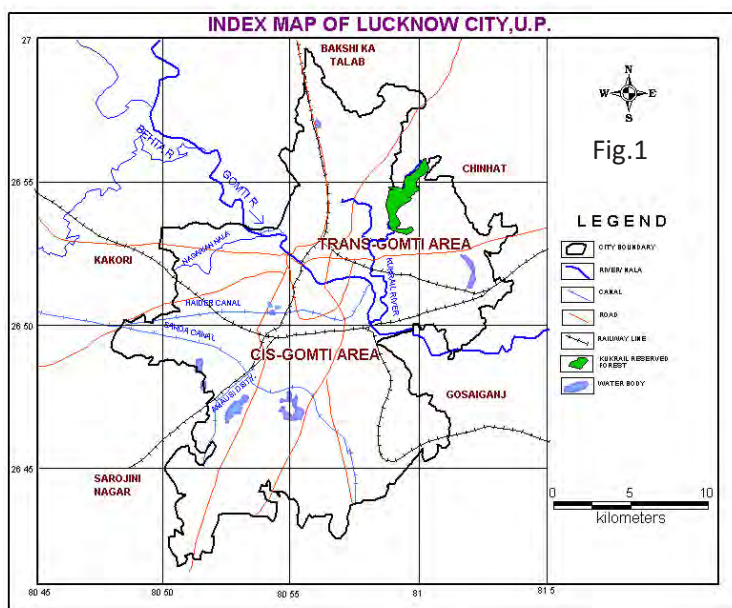 INDEX MAP OF LUCKNOW CITY,U.P.
27
BAKSHI KA
TALAB
N
W E
S
Fig.1
BEHTA R
GOMTI R
CHINHAT
26 55
LEGEND
CITY BOUNDARY
RIVER/ NALA
CANAL
ROAD
RAILWAY LINE
KUKRAIL RESERVED
FOREST
WATER BODY
TRANS-GOMTI AREA
KAKORI
NAGARIA NALA
KUKRAIL RIVER
HAIDER CANAL
26 50
SAHDA CANAL
CIS-GOMTI AREA
GOSAIGANJ
26 45
SAROJINI
NAGAR
0 5 10
kilometers
80 45
80 50
80 55
81
81 5